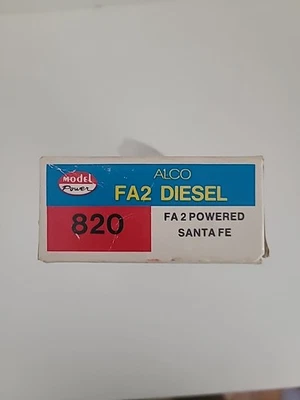 MODEL
Power
ALCO
FA2 DIESEL
820
FA 2 POWERED
SANTA FE